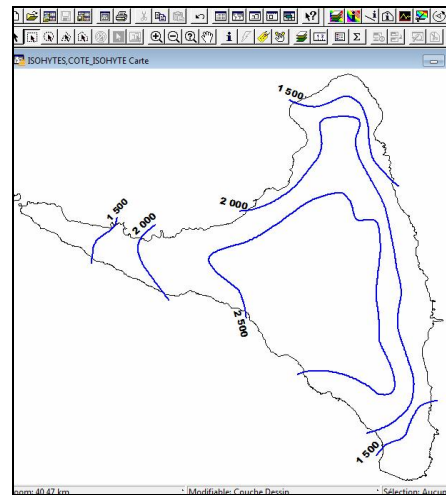 ISOHYTES,COTE_ISOHYTE Carte
1 500
2 000
1 500
2 000
2 500
1 500
Zoom: 40,47 km
Modifiable: Couche Dessin
Sélection: Aucun